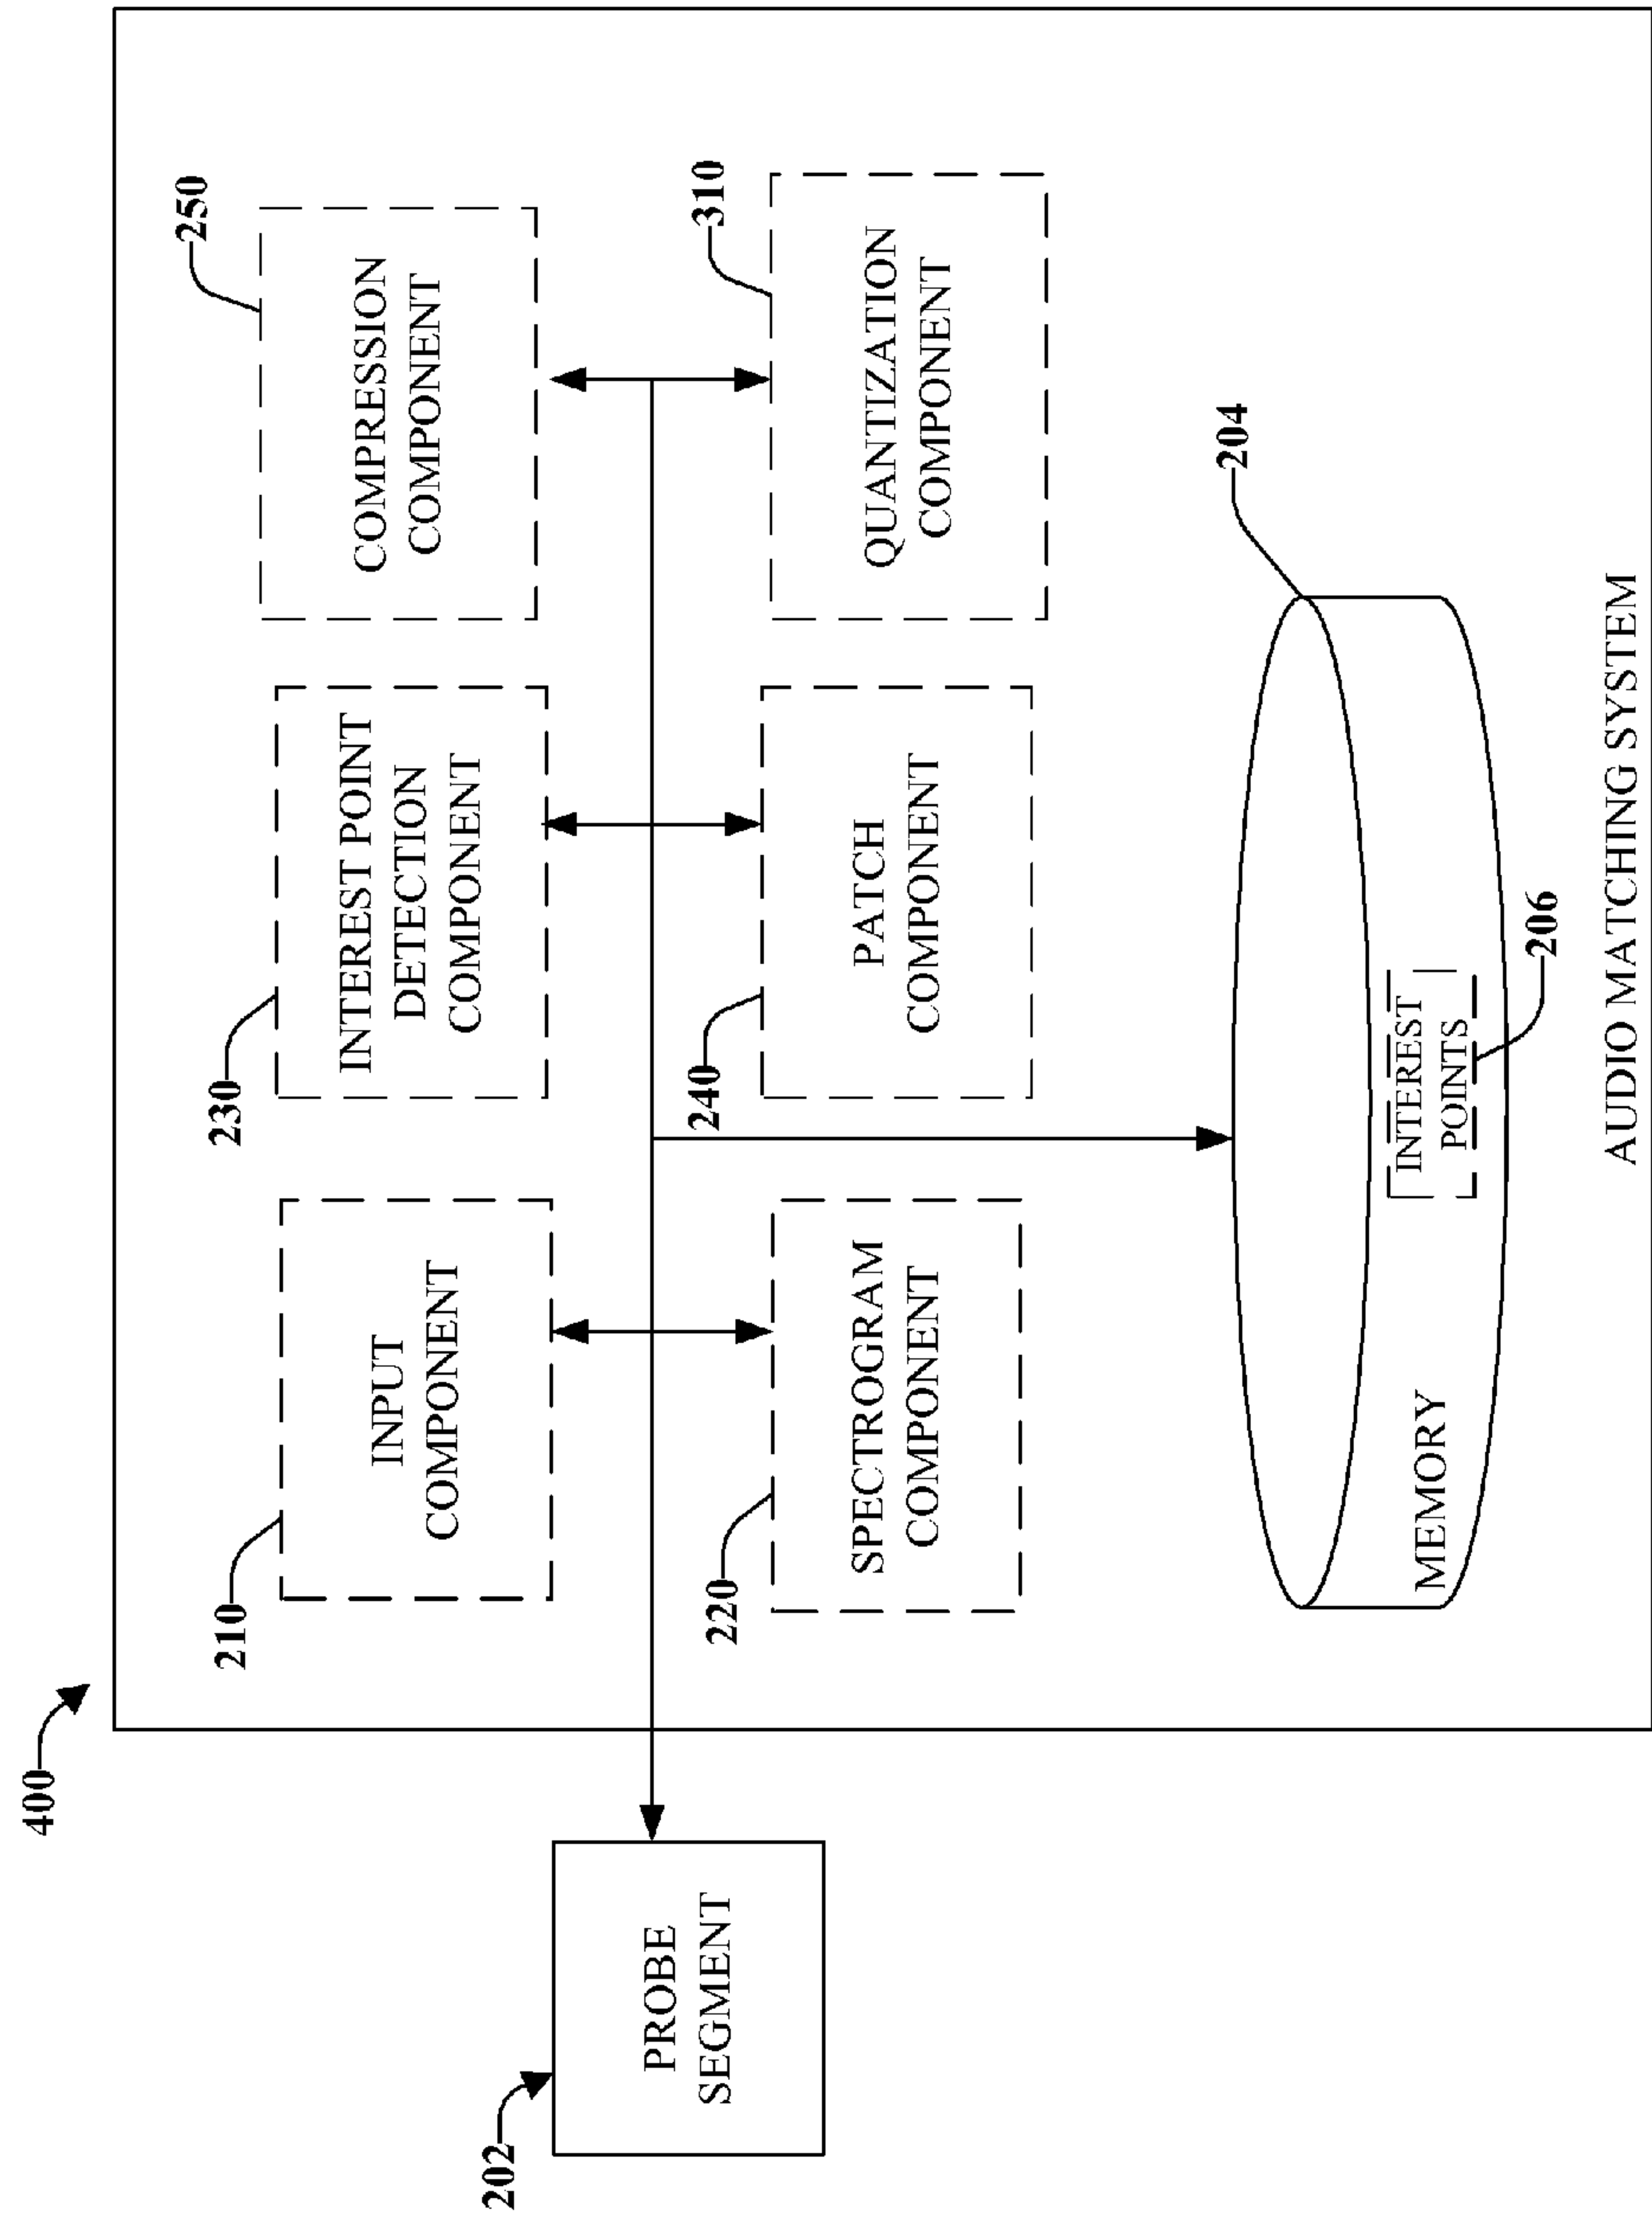 400
210
INPUT
COMPONENT
230
INTEREST POINT
DETECTION
COMPONENT
250
COMPRESSION
COMPONENT
202
PROBE
SEGMENT
220
SPECTROGRAM
COMPONENT
240
PATCH
COMPONENT
310
QUANTIZATION
COMPONENT
204
MEMORY
INTEREST
POINTS
206
AUDIO MATCHING SYSTEM